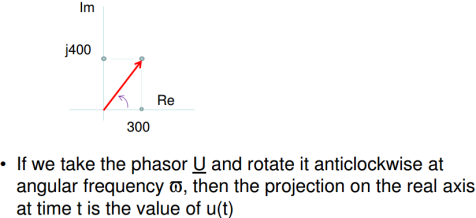 Im
j400
Re
300
• If we take the phasor U and rotate it anticlockwise at
angular frequency ϖ, then the projection on the real axis
at time t is the value of u(t)